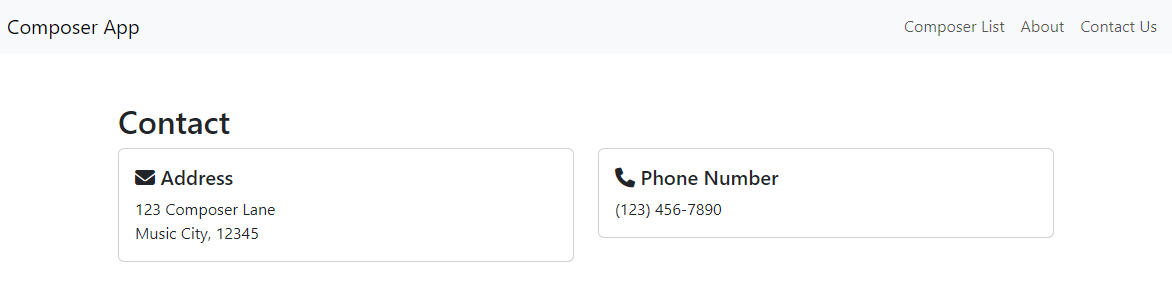 Composer App
Composer List About Contact Us
Contact
Address
123 Composer Lane
Music City, 12345
Phone Number
(123) 456-7890